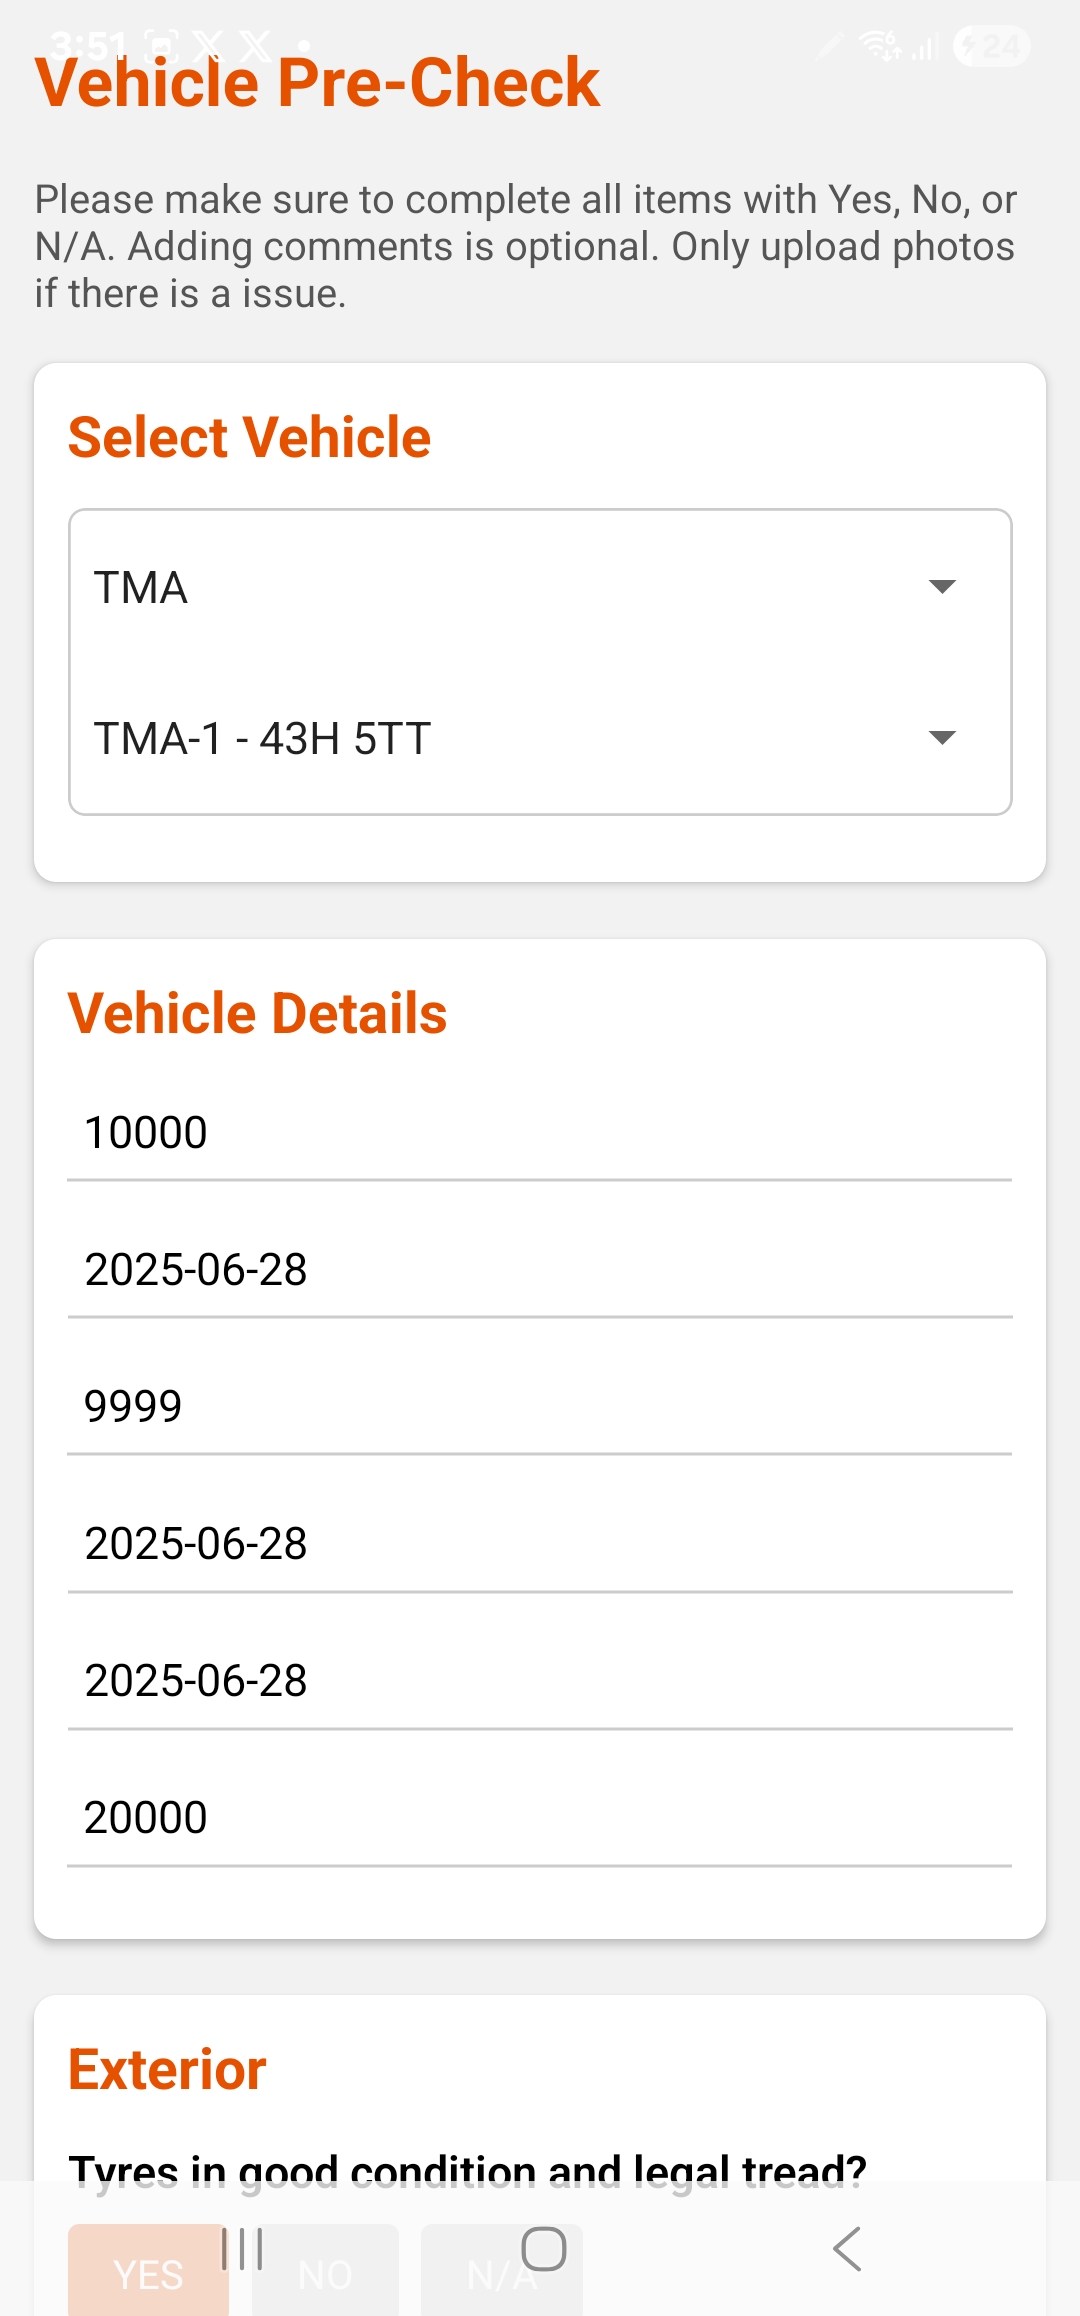 3:51
24
Vehicle Pre-Check
Please make sure to complete all items with Yes, No, or
N/A. Adding comments is optional. Only upload photos
if there is a issue.
Select Vehicle
TMA
TMA-1 - 43H 5TT
Vehicle Details
10000
2025-06-28
9999
2025-06-28
2025-06-28
20000
Exterior
Tyres in good condition and legal tread?
YES
NO
N/A